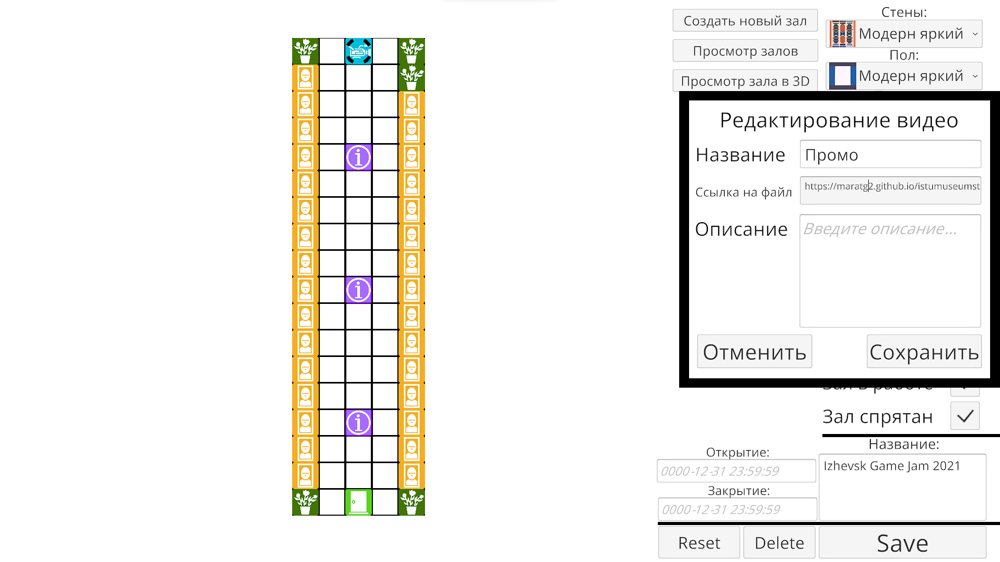 Создать новый зал
Просмотр залов
Просмотр зала в 3D
Стены:
Модерн яркий
Пол:
Модерн яркий
Редактирование видео
Название
Промо
Ссылка на файл
https://maratg2.github.io/istumuseumst
Описание
Введите описание...
Отменить
Сохранить
Зал в работе
Зал спрятан
Открытие:
0000-12-31 23:59:59
Закрытие:
0000-12-31 23:59:59
Название:
Izhevsk Game Jam 2021
Reset
Delete
Save